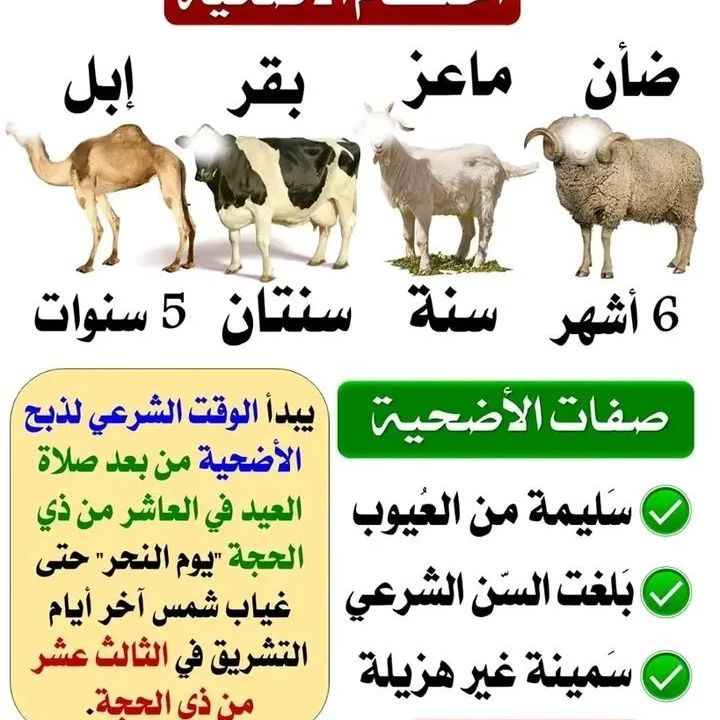 الأضحية
ضأن
ماعز
بقر
إبل
6 أشهر
سنة
سنتان
5 سنوات
صفات الأضحية
سَليمة من العُيوب
بَلغت السّن الشرعي
سَمينة غير هزيلة
يبدأ الوقت الشرعي لذبح
الأضحية من بعد صلاة
العيد في العاشر من ذي
الحجة "يوم النحر" حتى
غياب شمس آخر أيام
التشريق في الثالث عشر
من ذي الحجة.